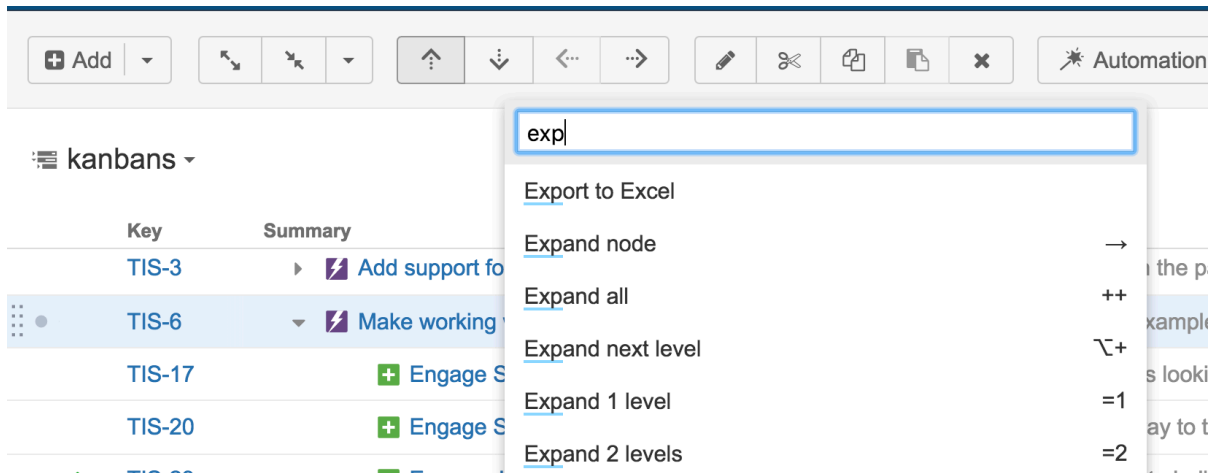 Add
Automation
exp
kanbans
Export to Excel
Key Summary
Expand node →
TIS-3 Add support fo the p
Expand all ++
TIS-6 Make working
Expand next level ⌥+
TIS-17 Engage S s looki
Expand 1 level =1
TIS-20 Engage S ay to t
Expand 2 levels =2